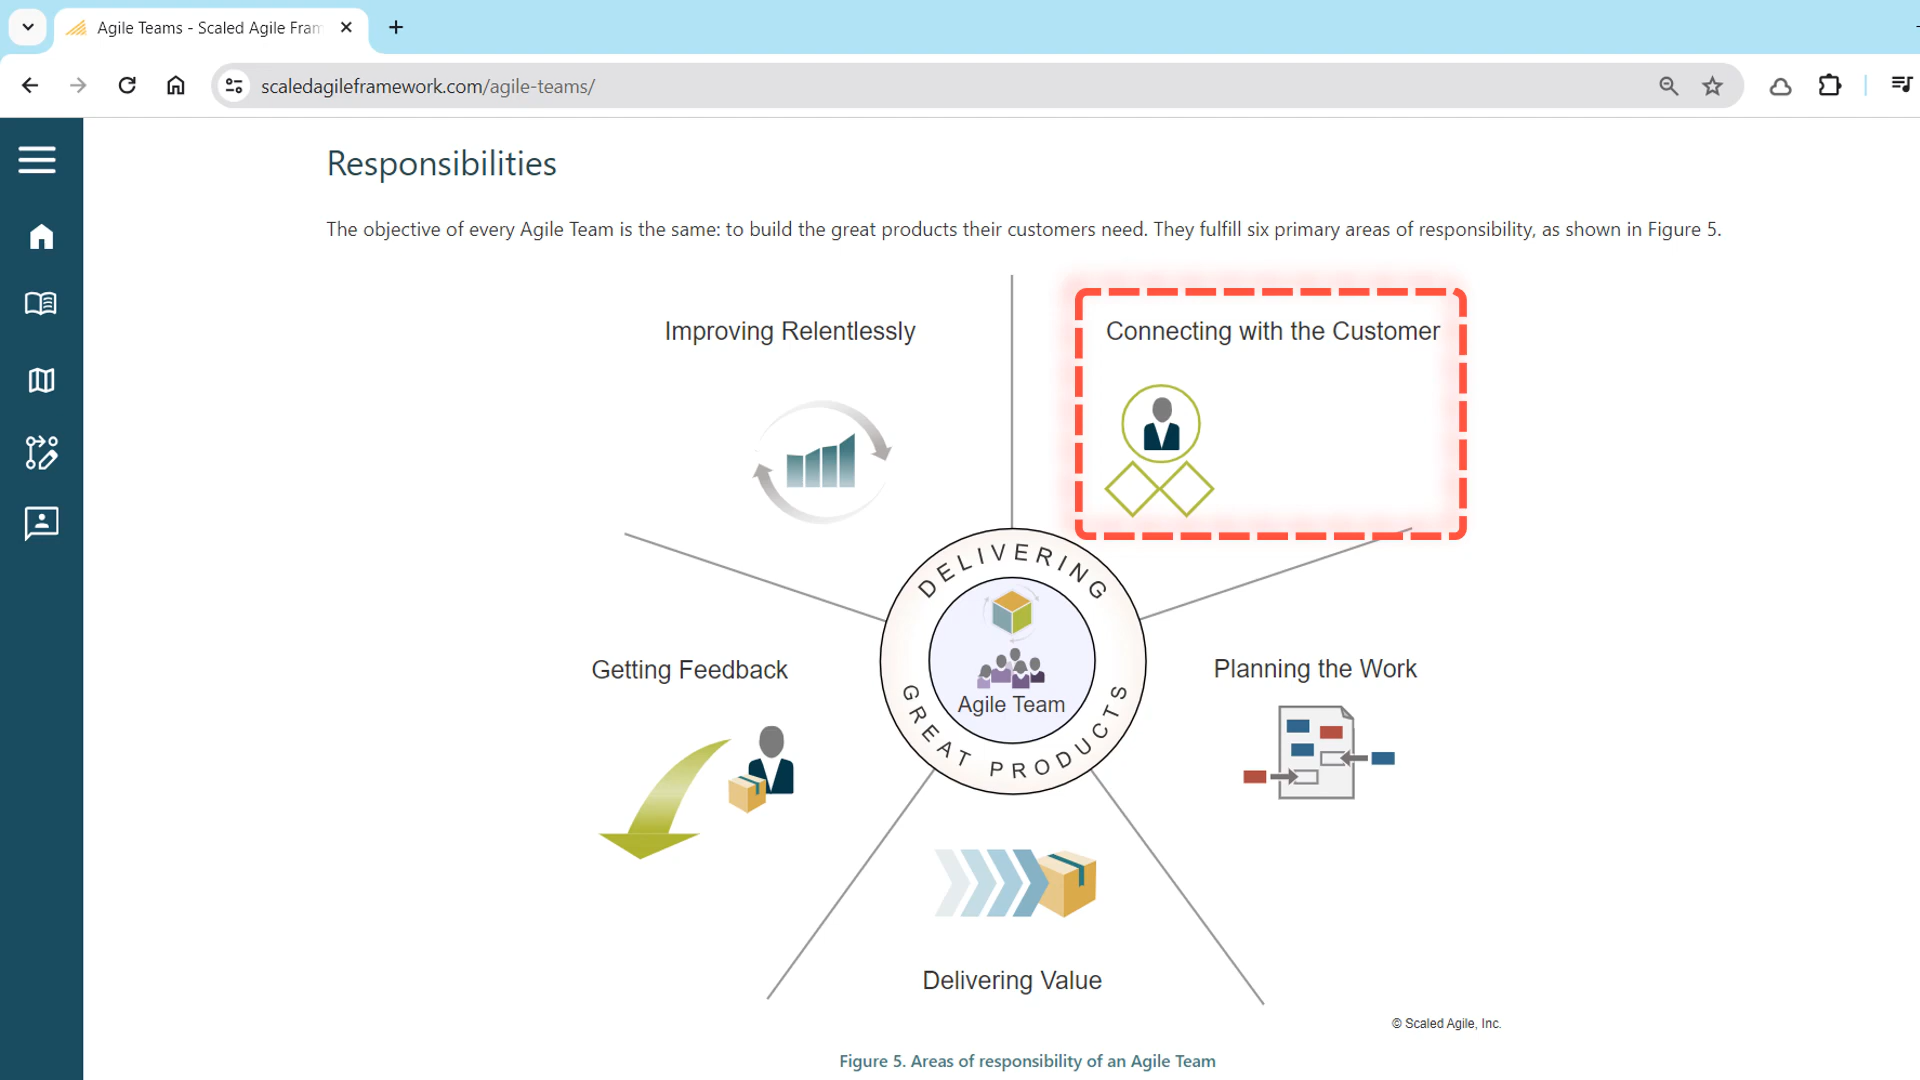 Agile Teams - Scaled Agile Fram
scaledagileframework.com/agile-teams/
Responsibilities
The objective of every Agile Team is the same: to build the great products their customers need. They fulfill six primary areas of responsibility, as shown in Figure 5.
Improving Relentlessly
Connecting with the Customer
DELIVERING
Agile Team
GREAT PRODUCTS
Getting Feedback
Planning the Work
Delivering Value
© Scaled Agile, Inc.
Figure 5. Areas of responsibility of an Agile Team